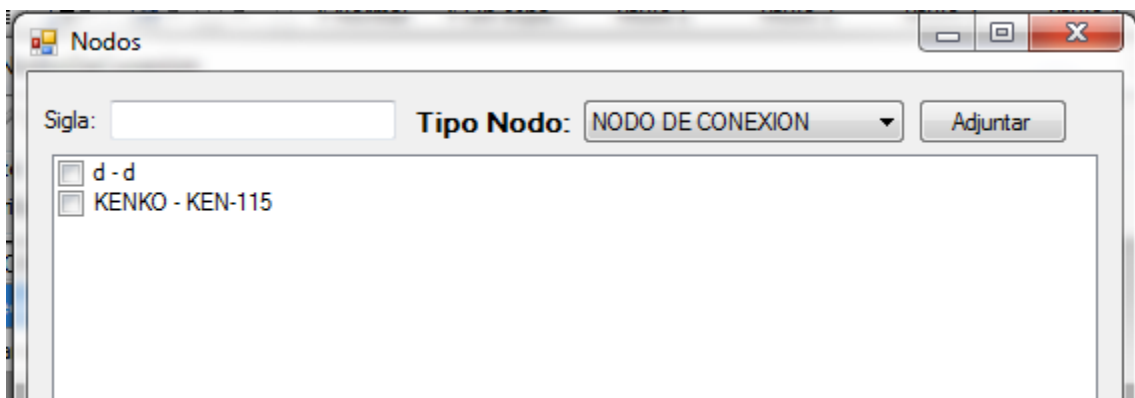 Nodos
Sigla: Tipo Nodo: NODO DE CONEXION Adjuntar
d - d
KENKO - KEN-115